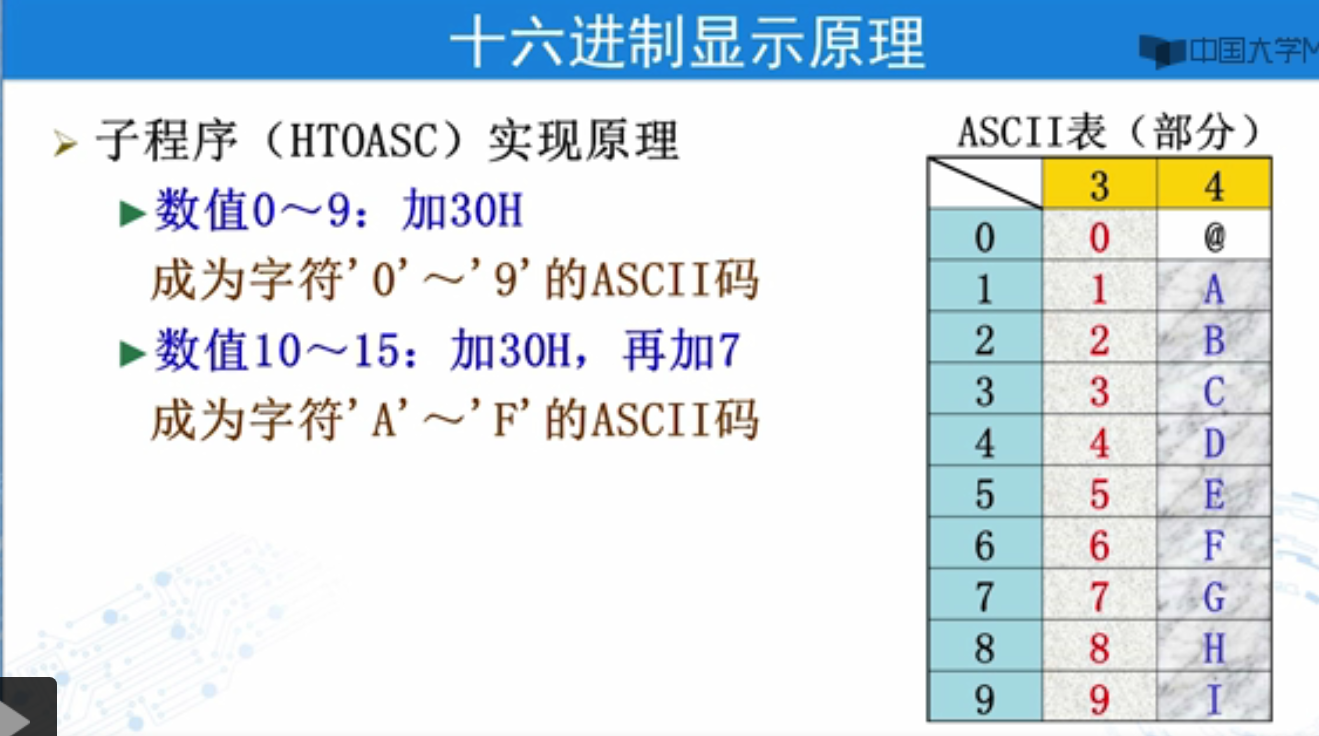 十六进制显示原理
中国大学M
子程序（HTOASC）实现原理
数值0～9：加30H
成为字符'0'～'9'的ASCII码
数值10～15：加30H，再加7
成为字符'A'～'F'的ASCII码
ASCII表（部分）
3 4
0 0 @
1 1 A
2 2 B
3 3 C
4 4 D
5 5 E
6 6 F
7 7 G
8 8 H
9 9 I